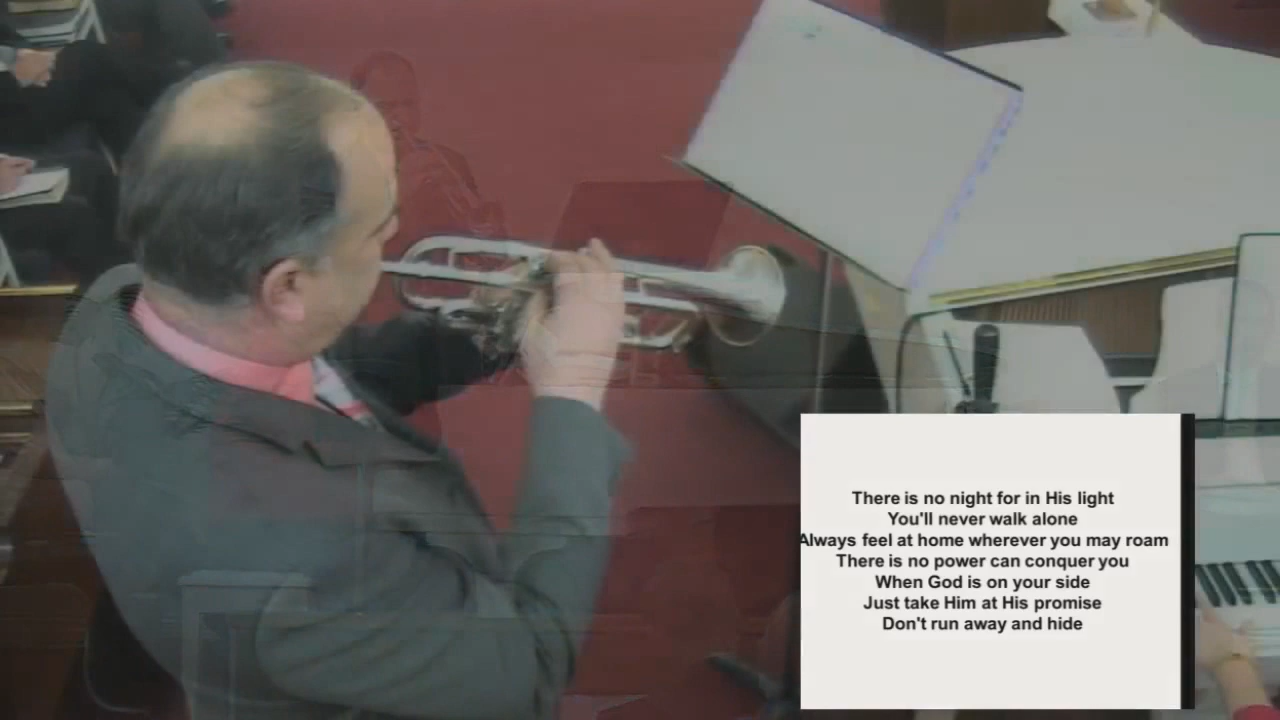 There is no night for in His light
You'll never walk alone
Always feel at home wherever you may roam
There is no power can conquer you
When God is on your side
Just take Him at His promise
Don't run away and hide